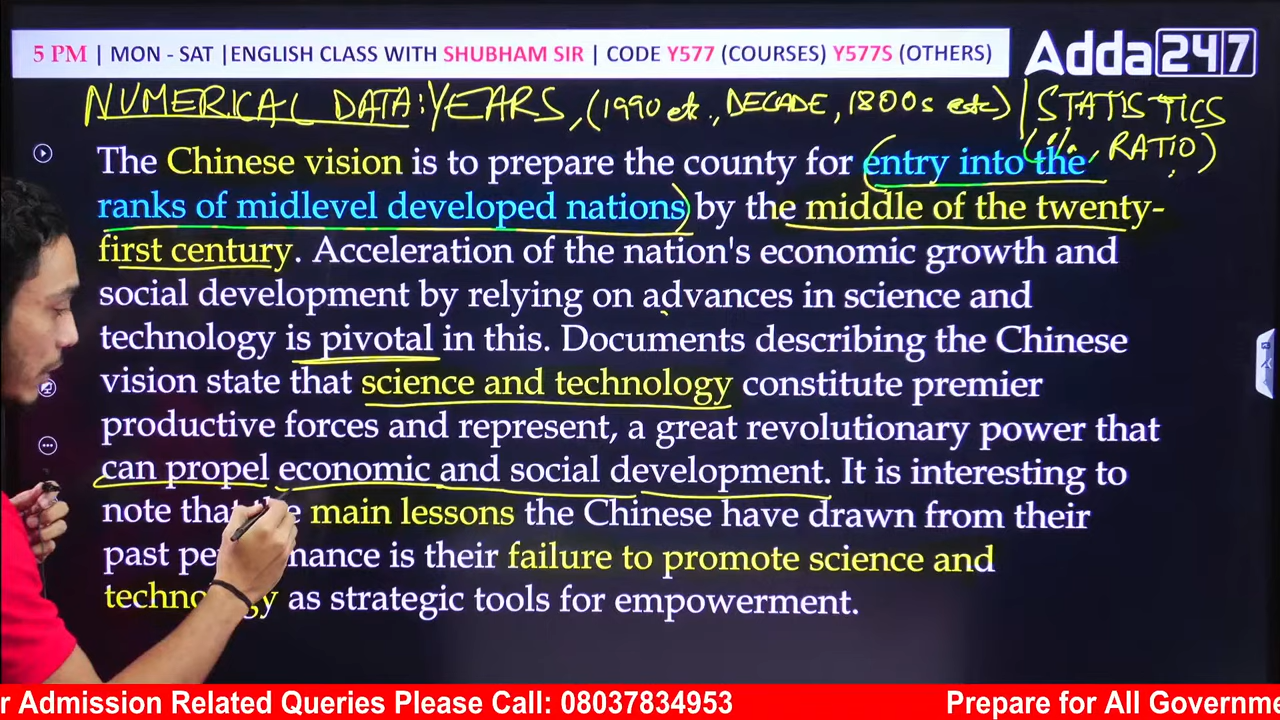 5 PM | MON - SAT |ENGLISH CLASS WITH SHUBHAM SIR | CODE Y577 (COURSES) Y577S (OTHERS)
Adda247
NUMERICAL DATA: YEARS, (1990 etc., DECADE, 1800s etc) | STATISTICS
(%, RATIO)
The Chinese vision is to prepare the county for entry into the
ranks of midlevel developed nations by the middle of the twenty-
first century. Acceleration of the nation's economic growth and
social development by relying on advances in science and
technology is pivotal in this. Documents describing the Chinese
vision state that science and technology constitute premier
productive forces and represent, a great revolutionary power that
can propel economic and social development. It is interesting to
note that the main lessons the Chinese have drawn from their
past performance is their failure to promote science and
technology as strategic tools for empowerment.
r Admission Related Queries Please Call: 08037834953 Prepare for All Governme